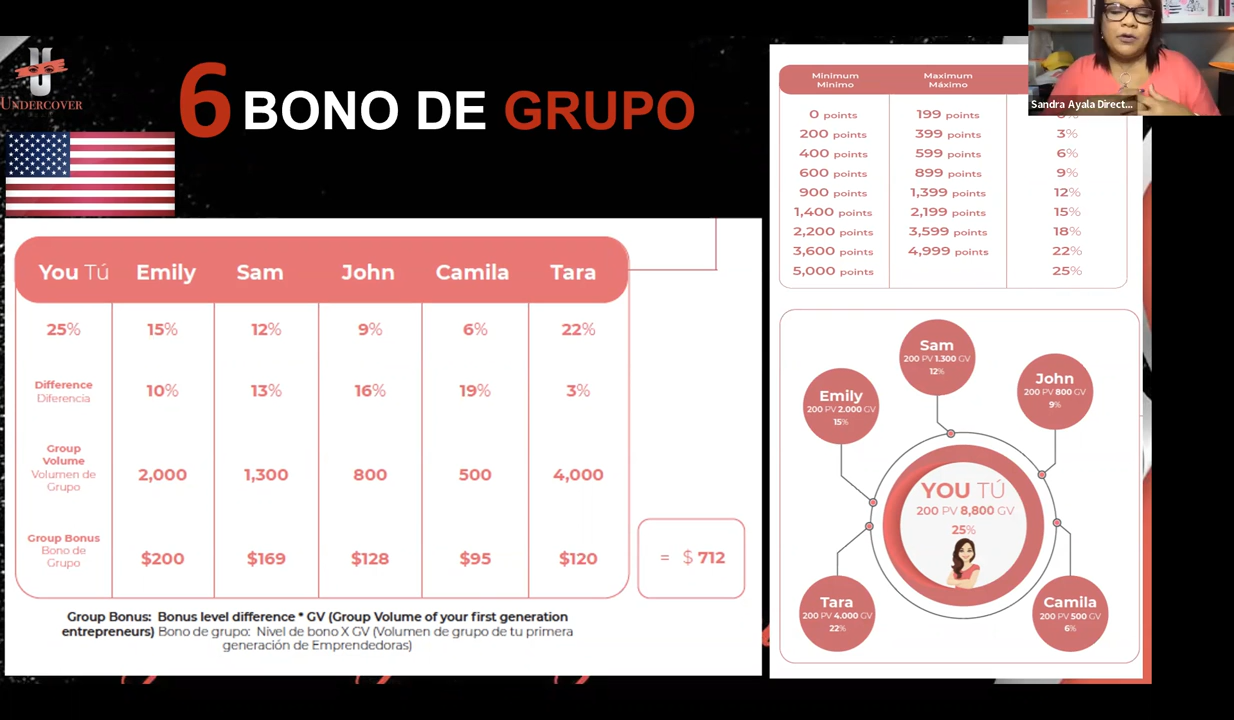 UNDERCOVER
6 BONO DE GRUPO
You Tú Emily Sam John Camila Tara
25% 15% 12% 9% 6% 22%
Difference
Diferencia
10% 13% 16% 19% 3%
Group
Volume
Volumen de
Grupo
2,000 1,300 800 500 4,000
Group Bonus
Bono de
Grupo
$200 $169 $128 $95 $120
= $ 712
Group Bonus: Bonus level difference * GV (Group Volume of your first generation
entrepreneurs) Bono de grupo: Nivel de bono X GV (Volumen de grupo de tu primera
generación de Emprendedoras)
Sandra Ayala Direct...
Minimum Maximum
Mínimo Máximo
0 points 199 points
200 points 399 points 3%
400 points 599 points 6%
600 points 899 points 9%
900 points 1,399 points 12%
1,400 points 2,199 points 15%
2,200 points 3,599 points 18%
3,600 points 4,999 points 22%
5,000 points 25%
Sam
200 PV 1.300 GV
12%
John
200 PV 800 GV
9%
Emily
200 PV 2.000 GV
15%
YOU TÚ
200 PV 8,800 GV
25%
Tara
200 PV 4.000 GV
22%
Camila
200 PV 500 GV
6%